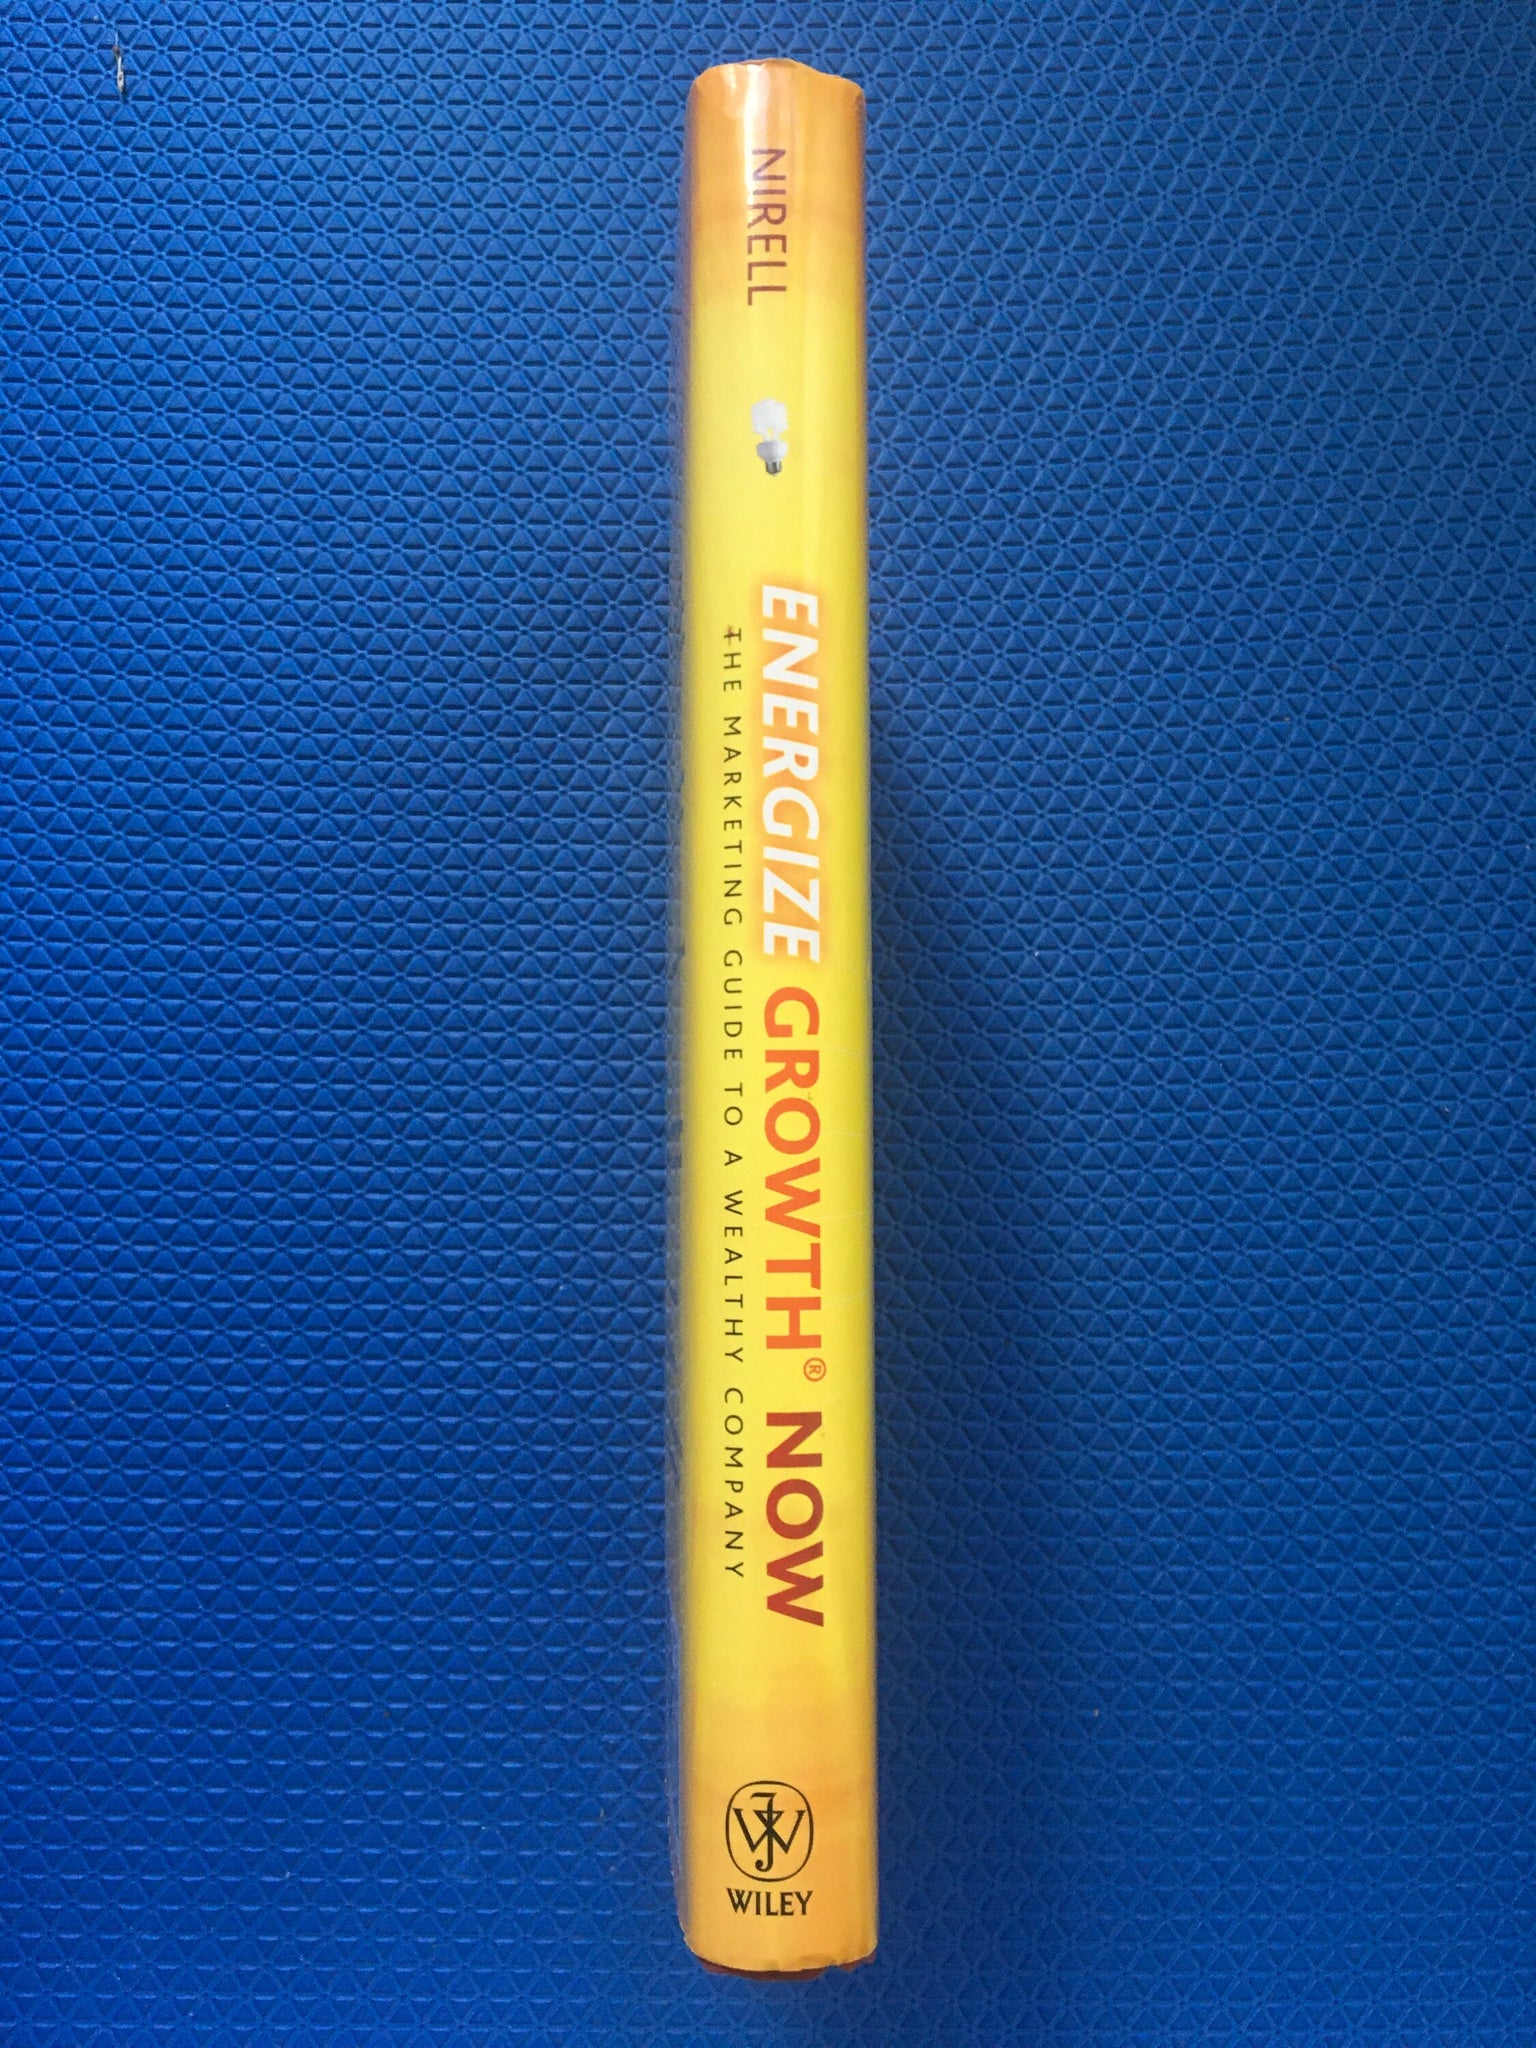 NIRELL
ENERGIZE GROWTH® NOW
THE MARKETING GUIDE TO A WEALTHY COMPANY
WILEY